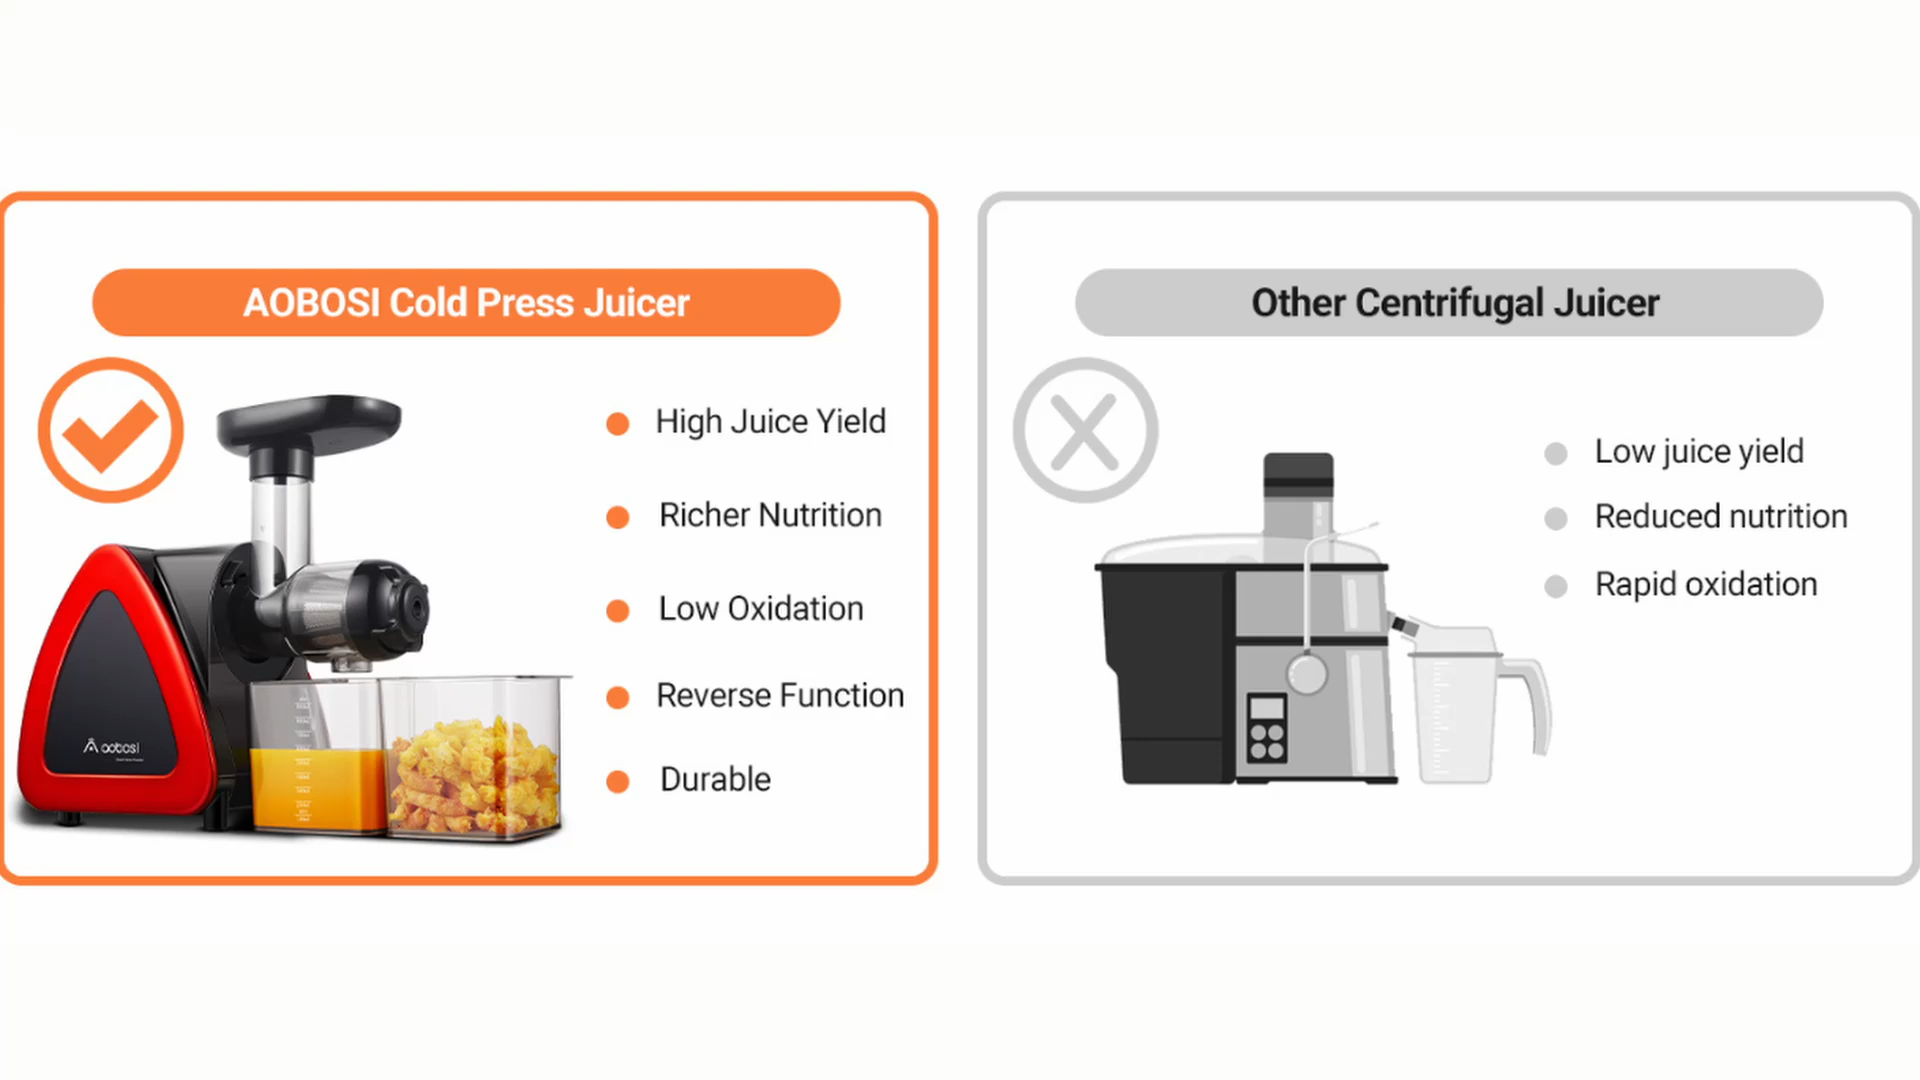 AOBOSI Cold Press Juicer
High Juice Yield
Richer Nutrition
Low Oxidation
Reverse Function
Durable
aobosi
Other Centrifugal Juicer
Low juice yield
Reduced nutrition
Rapid oxidation